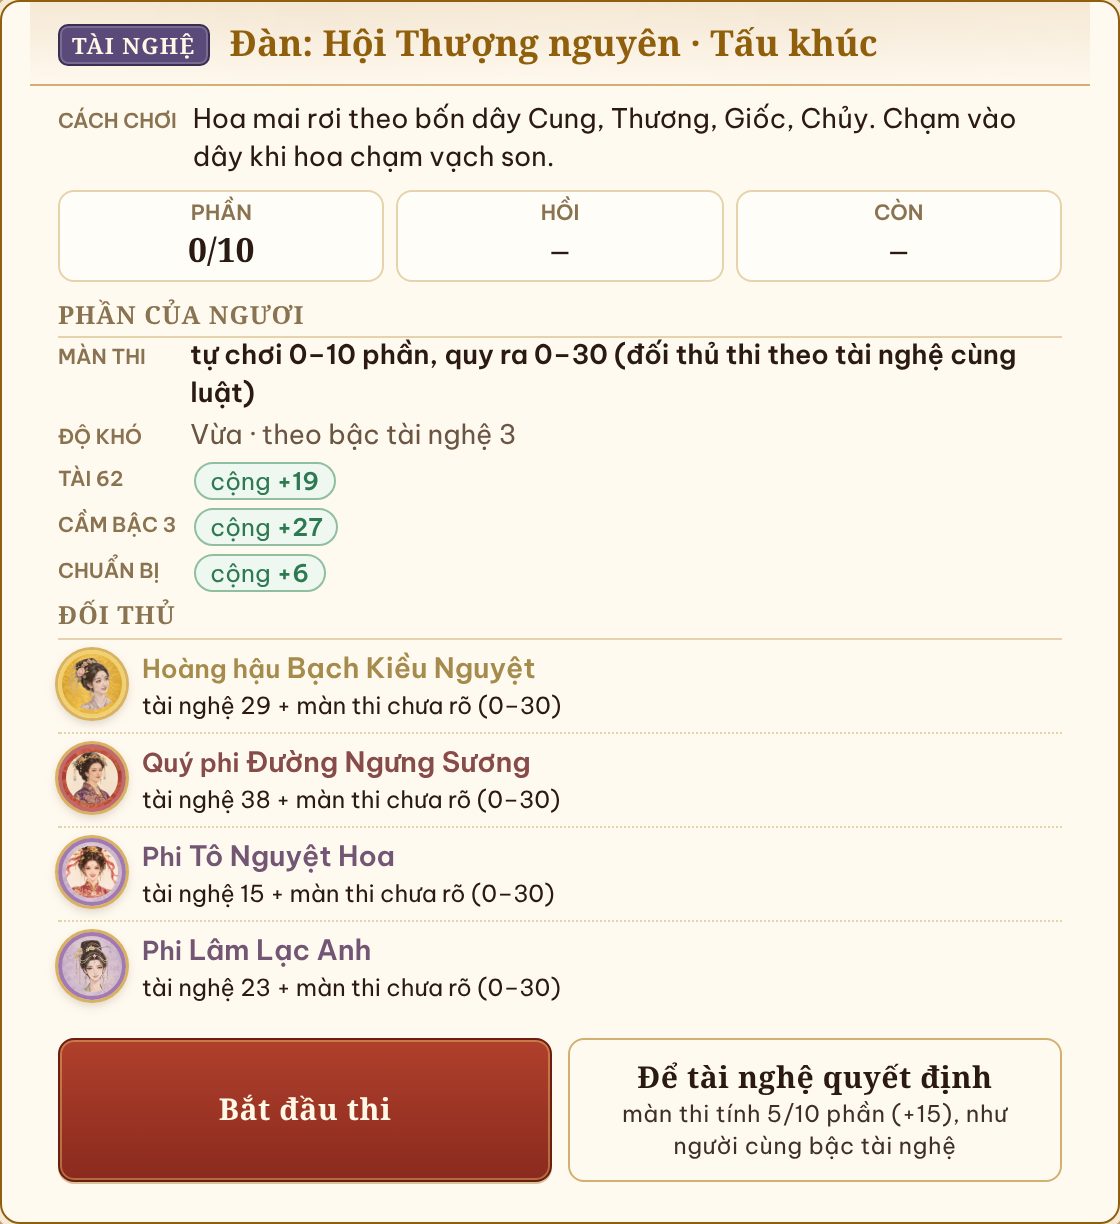 TÀI NGHỆ Đàn: Hội Thượng nguyên · Tấu khúc
CÁCH CHƠI Hoa mai rơi theo bốn dây Cung, Thương, Giốc, Chủy. Chạm vào
dây khi hoa chạm vạch son.
PHẦN HỒI CÒN
0/10 – –
PHẦN CỦA NGƯƠI
MÀN THI tự chơi 0–10 phần, quy ra 0–30 (đối thủ thi theo tài nghệ cùng
luật)
ĐỘ KHÓ Vừa · theo bậc tài nghệ 3
TÀI 62 cộng +19
CẦM BẬC 3 cộng +27
CHUẨN BỊ cộng +6
ĐỐI THỦ
Hoàng hậu Bạch Kiều Nguyệt
tài nghệ 29 + màn thi chưa rõ (0–30)
Quý phi Đường Ngưng Sương
tài nghệ 38 + màn thi chưa rõ (0–30)
Phi Tô Nguyệt Hoa
tài nghệ 15 + màn thi chưa rõ (0–30)
Phi Lâm Lạc Anh
tài nghệ 23 + màn thi chưa rõ (0–30)
Bắt đầu thi
Để tài nghệ quyết định
màn thi tính 5/10 phần (+15), như
người cùng bậc tài nghệ